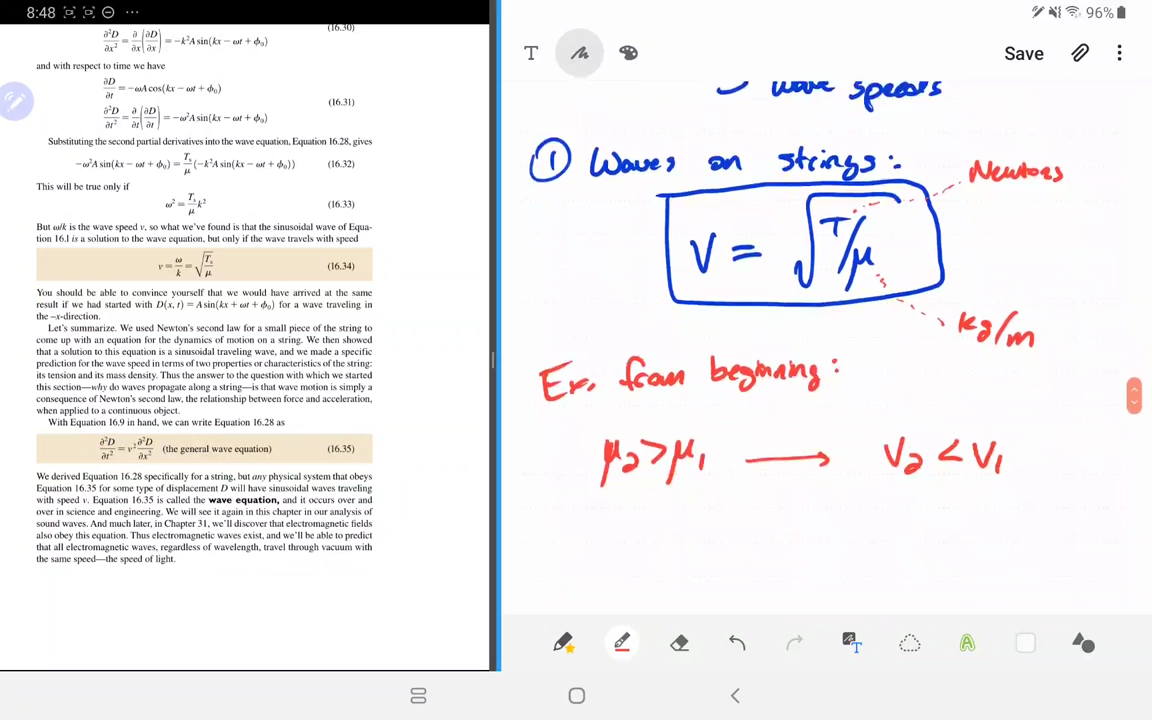 8:48 ···
96%
∂²D/∂x² = ∂/∂x(∂D/∂x) = −k²A sin(kx − ωt + ϕ₀)
(16.30)
and with respect to time we have
∂D/∂t = −ωA cos(kx − ωt + ϕ₀)
(16.31)
∂²D/∂t² = ∂/∂t(∂D/∂t) = −ω²A sin(kx − ωt + ϕ₀)
Substituting the second partial derivatives into the wave equation, Equation 16.28, gives
−ω²A sin(kx − ωt + ϕ₀) = Tₛ/μ (−k²A sin(kx − ωt + ϕ₀)) (16.32)
This will be true only if
ω² = Tₛ/μ k² (16.33)
But ω/k is the wave speed v, so what we've found is that the sinusoidal wave of Equa-
tion 16.1 is a solution to the wave equation, but only if the wave travels with speed
v = ω/k = √(Tₛ/μ) (16.34)
You should be able to convince yourself that we would have arrived at the same
result if we had started with D(x, t) = A sin(kx + ωt + ϕ₀) for a wave traveling in
the −x-direction.
Let's summarize. We used Newton's second law for a small piece of the string to
come up with an equation for the dynamics of motion on a string. We then showed
that a solution to this equation is a sinusoidal traveling wave, and we made a specific
prediction for the wave speed in terms of two properties or characteristics of the string:
its tension and its mass density. Thus the answer to the question with which we started
this section—why do waves propagate along a string—is that wave motion is simply a
consequence of Newton's second law, the relationship between force and acceleration,
when applied to a continuous object.
With Equation 16.9 in hand, we can write Equation 16.28 as
∂²D/∂t² = v² ∂²D/∂x² (the general wave equation) (16.35)
We derived Equation 16.28 specifically for a string, but any physical system that obeys
Equation 16.35 for some type of displacement D will have sinusoidal waves traveling
with speed v. Equation 16.35 is called the wave equation, and it occurs over and
over in science and engineering. We will see it again in this chapter in our analysis of
sound waves. And much later, in Chapter 31, we'll discover that electromagnetic fields
also obey this equation. Thus electromagnetic waves exist, and we'll be able to predict
that all electromagnetic waves, regardless of wavelength, travel through vacuum with
the same speed—the speed of light.
T
Save
wave speeds
① Waves on strings:
Newtons
V = √(T/μ)
kg/m
Ex. from beginning:
μ₂ > μ₁ ⟶ V₂ < V₁
T
A